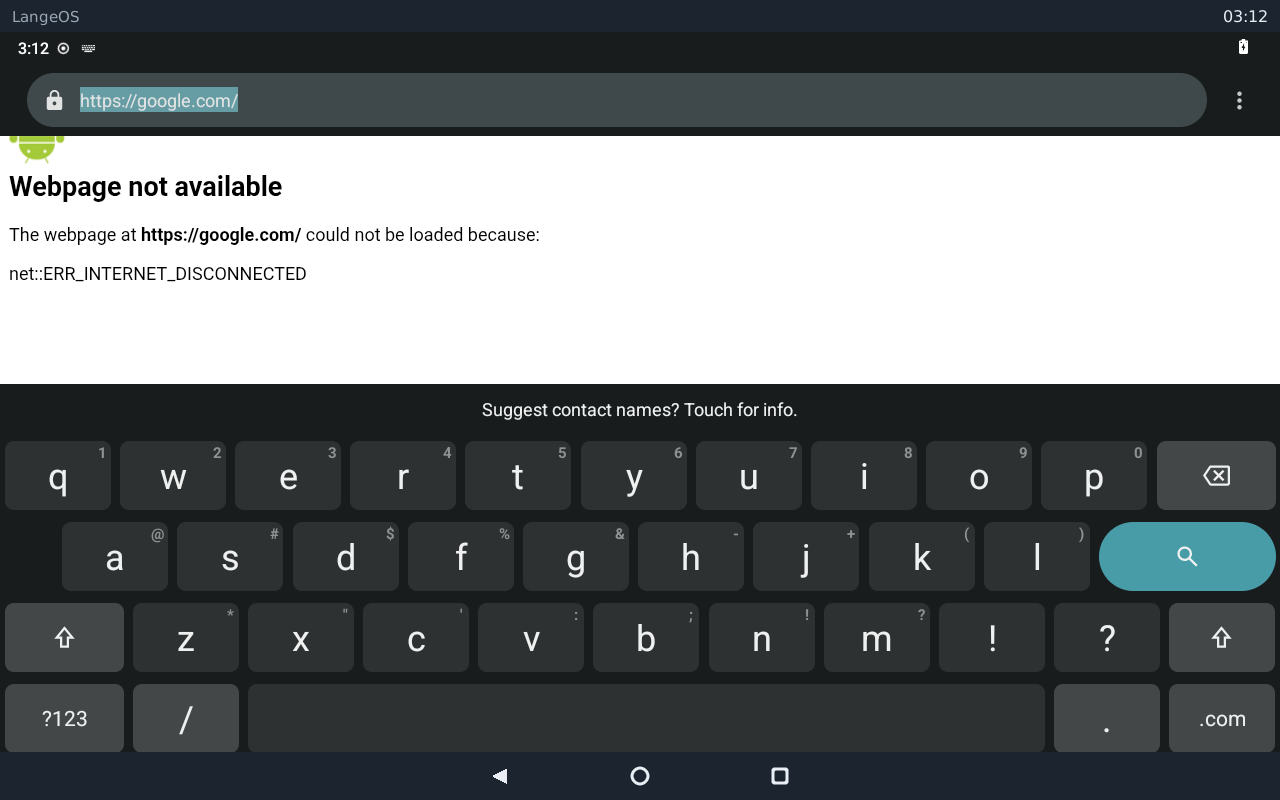 LangeOS 03:12
3:12
https://google.com/
Webpage not available
The webpage at https://google.com/ could not be loaded because:
net::ERR_INTERNET_DISCONNECTED
Suggest contact names? Touch for info.
q 1 w 2 e 3 r 4 t 5 y 6 u 7 i 8 o 9 p 0
a @ s # d $ f % g & h - j + k ( l )
z * x " c ' v : b ; n ! m ? ! ?
?123 / . .com